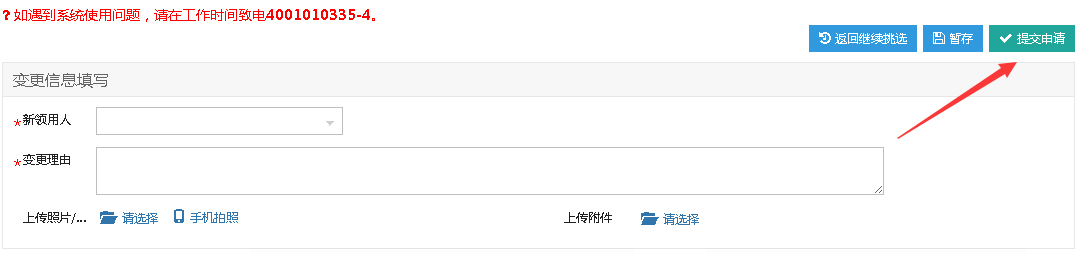 ? 如遇到系统使用问题，请在工作时间致电4001010335-4。
返回继续挑选 暂存 提交申请
变更信息填写
*新领用人
*变更理由
上传照片/... 请选择 手机拍照 上传附件 请选择